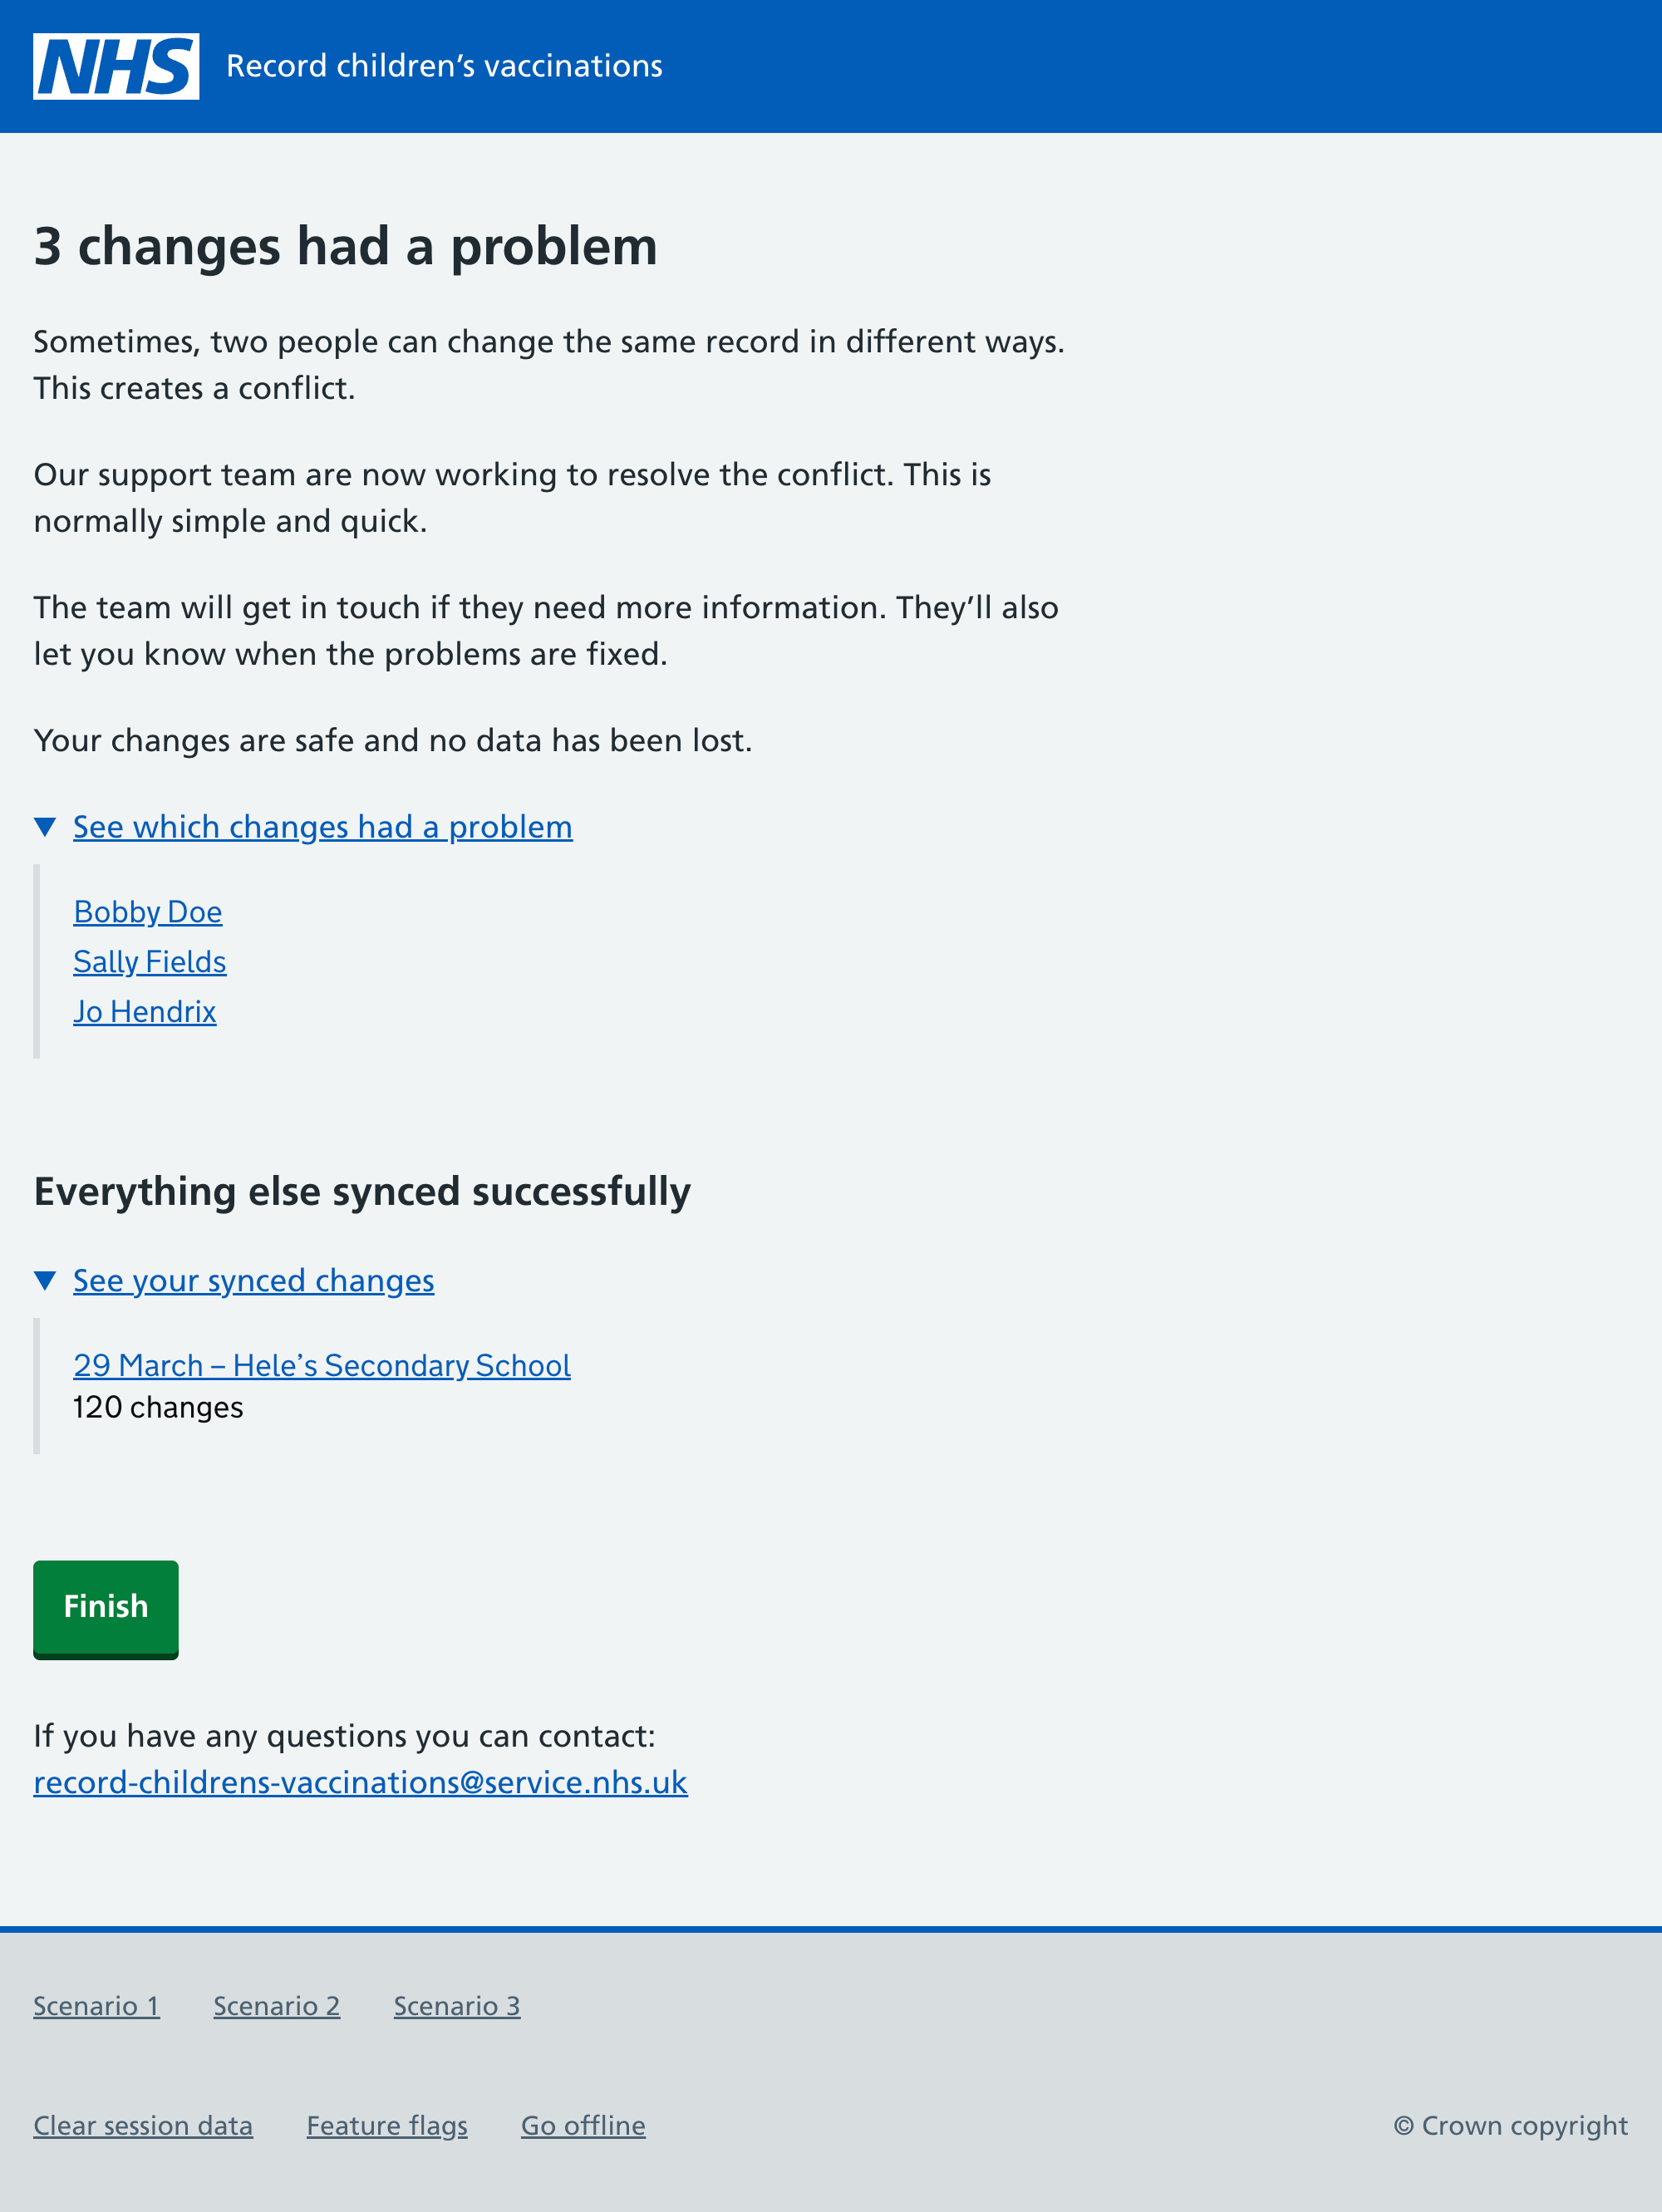 NHS Record children’s vaccinations
3 changes had a problem
Sometimes, two people can change the same record in different ways.
This creates a conflict.
Our support team are now working to resolve the conflict. This is
normally simple and quick.
The team will get in touch if they need more information. They’ll also
let you know when the problems are fixed.
Your changes are safe and no data has been lost.
See which changes had a problem
Bobby Doe
Sally Fields
Jo Hendrix
Everything else synced successfully
See your synced changes
29 March – Hele’s Secondary School
120 changes
Finish
If you have any questions you can contact:
record-childrens-vaccinations@service.nhs.uk
Scenario 1 Scenario 2 Scenario 3
Clear session data Feature flags Go offline © Crown copyright